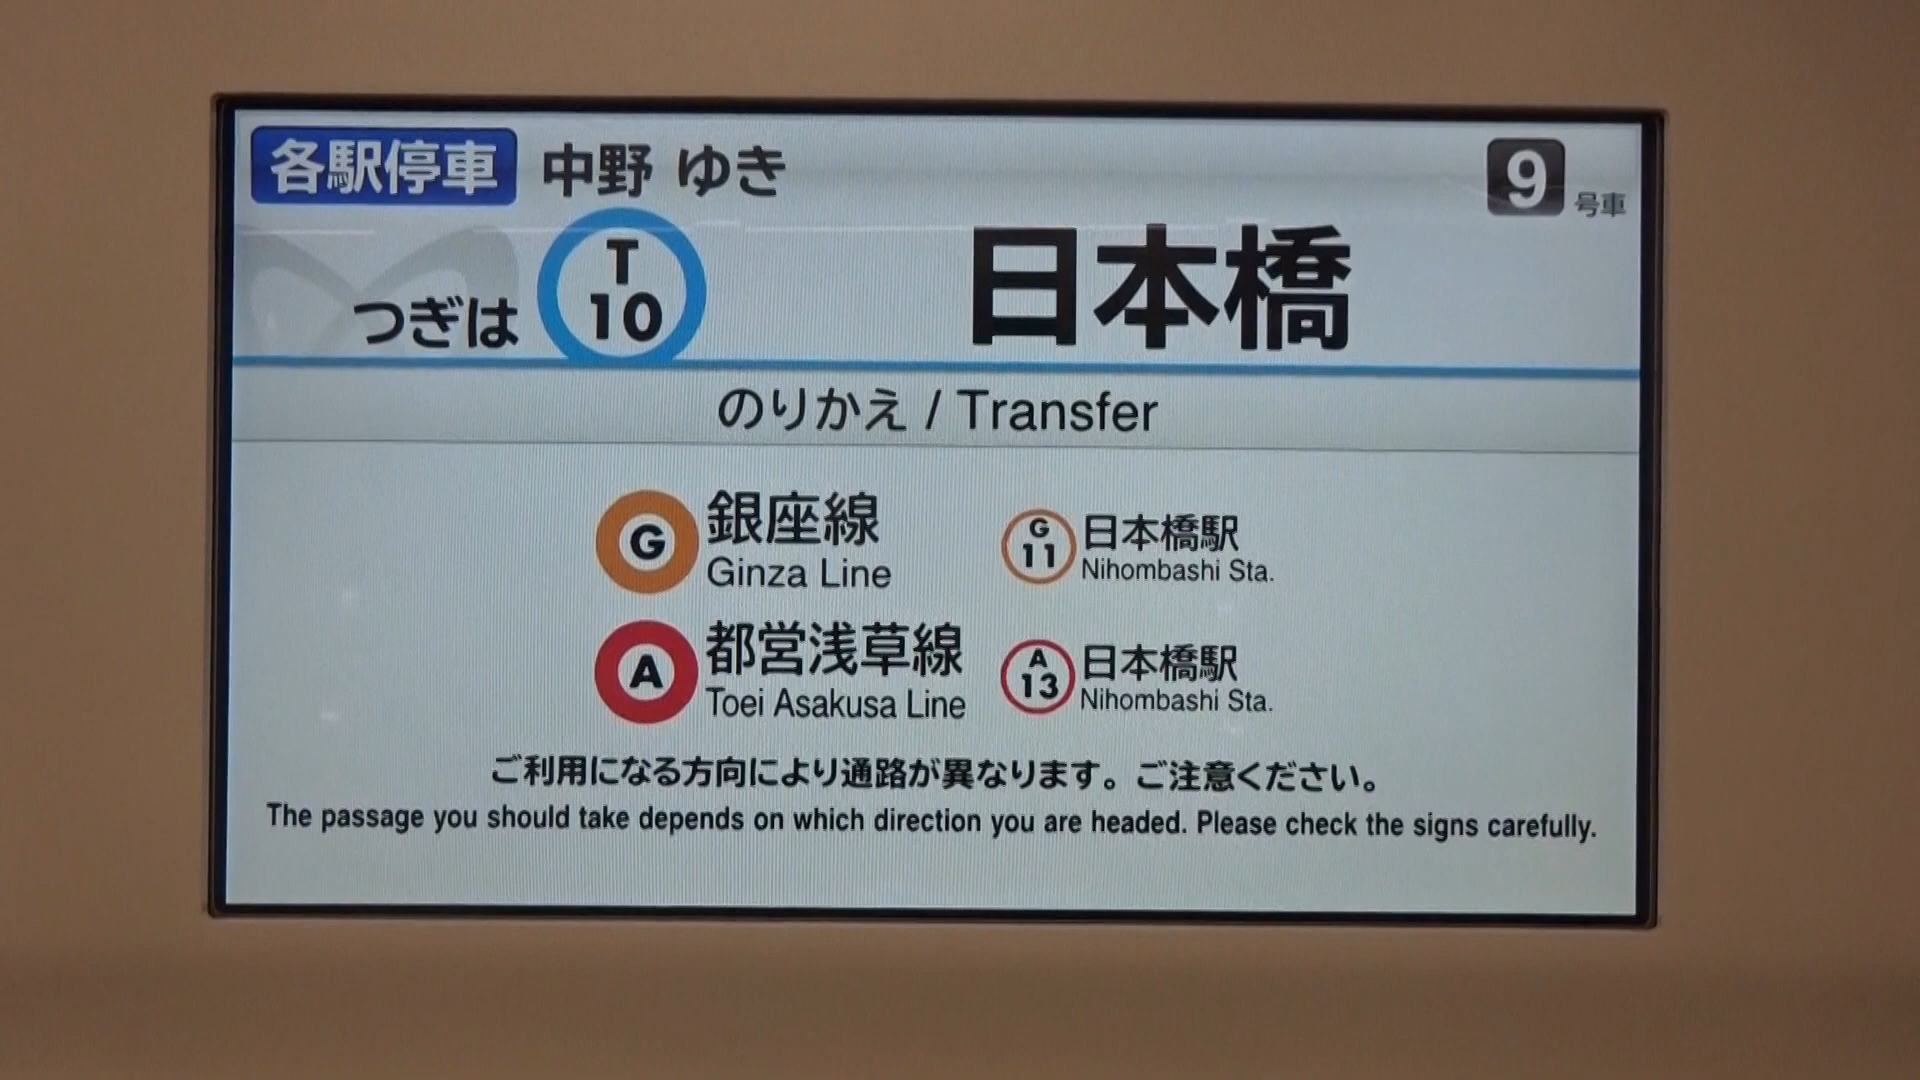 各駅停車 中野 ゆき
9 号車
つぎは T 10 日本橋
のりかえ / Transfer
G 銀座線 G 11 日本橋駅
Ginza Line Nihombashi Sta.
A 都営浅草線 A 13 日本橋駅
Toei Asakusa Line Nihombashi Sta.
ご利用になる方向により通路が異なります。ご注意ください。
The passage you should take depends on which direction you are headed. Please check the signs carefully.